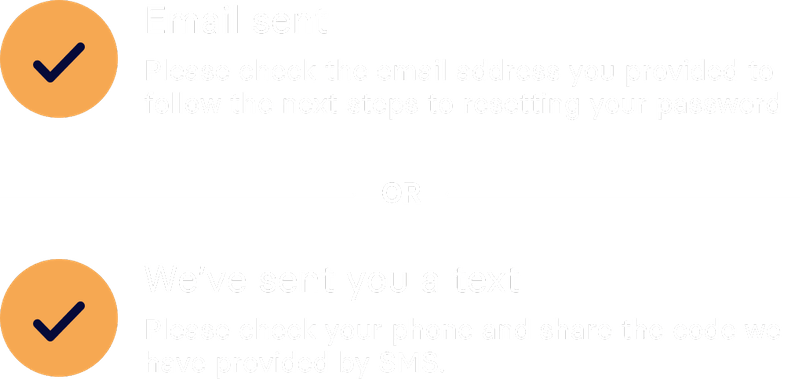 Email sent
Please check the email address you provided to
follow the next steps to resetting your password
OR
We've sent you a text
Please check your phone and share the code we
have provided by SMS.